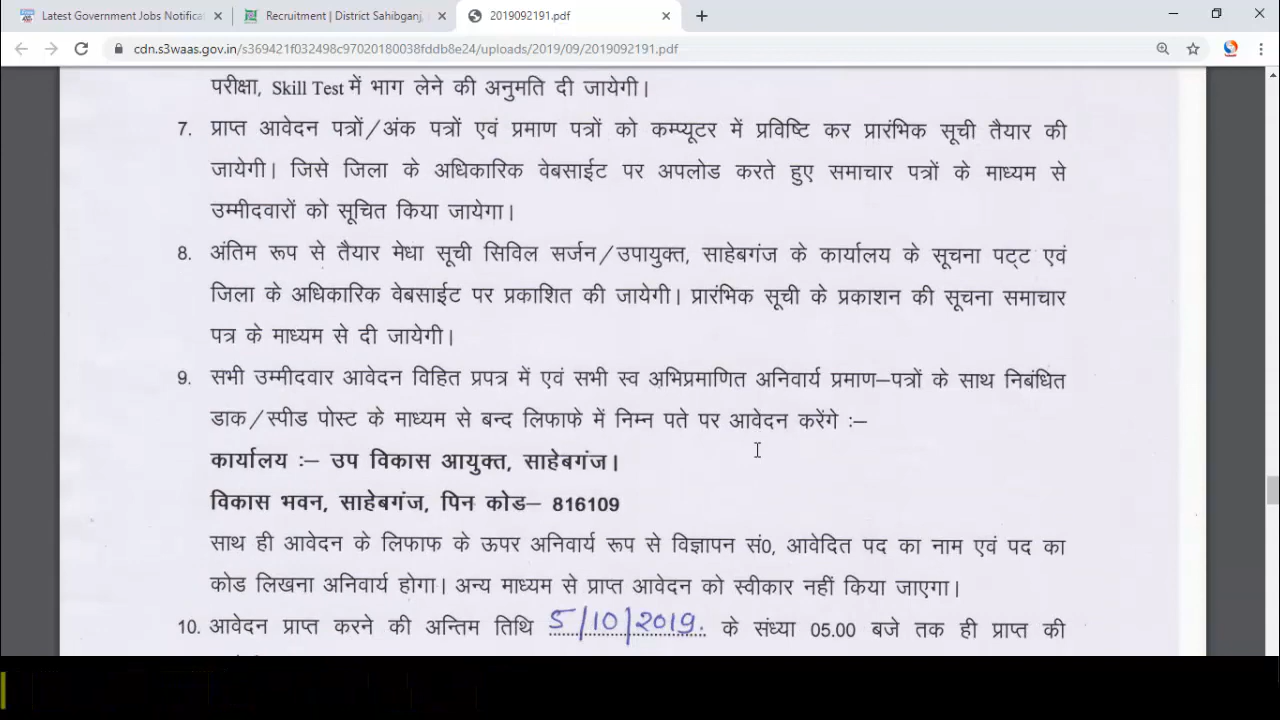 Latest Government Jobs Notificat
Recruitment | District Sahibganj,
2019092191.pdf
cdn.s3waas.gov.in/s369421f032498c97020180038fddb8e24/uploads/2019/09/2019092191.pdf
परीक्षा, Skill Test में भाग लेने की अनुमति दी जायेगी।
7. प्राप्त आवेदन पत्रों/अंक पत्रों एवं प्रमाण पत्रों को कम्प्यूटर में प्रविष्टि कर प्रारंभिक सूची तैयार की
जायेगी। जिसे जिला के अधिकारिक वेबसाईट पर अपलोड करते हुए समाचार पत्रों के माध्यम से
उम्मीदवारों को सूचित किया जायेगा।
8. अंतिम रूप से तैयार मेधा सूची सिविल सर्जन/उपायुक्त, साहेबगंज के कार्यालय के सूचना पट्ट एवं
जिला के अधिकारिक वेबसाईट पर प्रकाशित की जायेगी। प्रारंभिक सूची के प्रकाशन की सूचना समाचार
पत्र के माध्यम से दी जायेगी।
9. सभी उम्मीदवार आवेदन विहित प्रपत्र में एवं सभी स्व अभिप्रमाणित अनिवार्य प्रमाण–पत्रों के साथ निबंधित
डाक/स्पीड पोस्ट के माध्यम से बन्द लिफाफे में निम्न पते पर आवेदन करेंगे :–
कार्यालय :– उप विकास आयुक्त, साहेबगंज।
विकास भवन, साहेबगंज, पिन कोड– 816109
साथ ही आवेदन के लिफाफ के ऊपर अनिवार्य रूप से विज्ञापन सं0, आवेदित पद का नाम एवं पद का
कोड लिखना अनिवार्य होगा। अन्य माध्यम से प्राप्त आवेदन को स्वीकार नहीं किया जाएगा।
10. आवेदन प्राप्त करने की अन्तिम तिथि 5/10/2019. के संध्या 05.00 बजे तक ही प्राप्त की